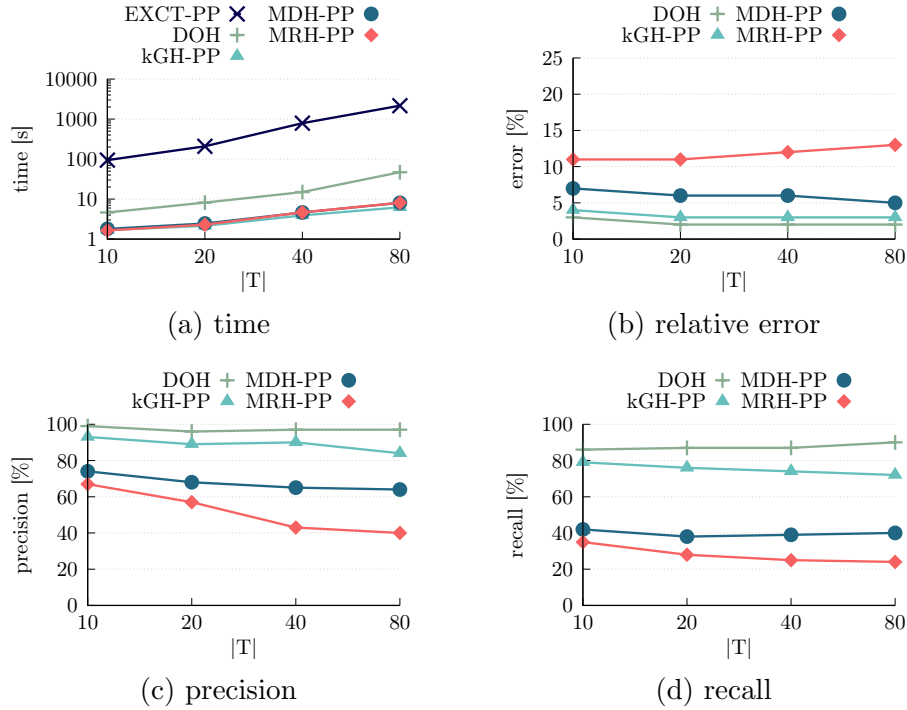 EXCT-PP MDH-PP
DOH MRH-PP
kGH-PP
10000
1000
100
10
1
time [s]
10 20 40 80
|T|
(a) time
DOH MDH-PP
kGH-PP MRH-PP
25
20
15
10
5
0
error [%]
10 20 40 80
|T|
(b) relative error
DOH MDH-PP
kGH-PP MRH-PP
100
80
60
40
20
0
precision [%]
10 20 40 80
|T|
(c) precision
DOH MDH-PP
kGH-PP MRH-PP
100
80
60
40
20
0
recall [%]
10 20 40 80
|T|
(d) recall